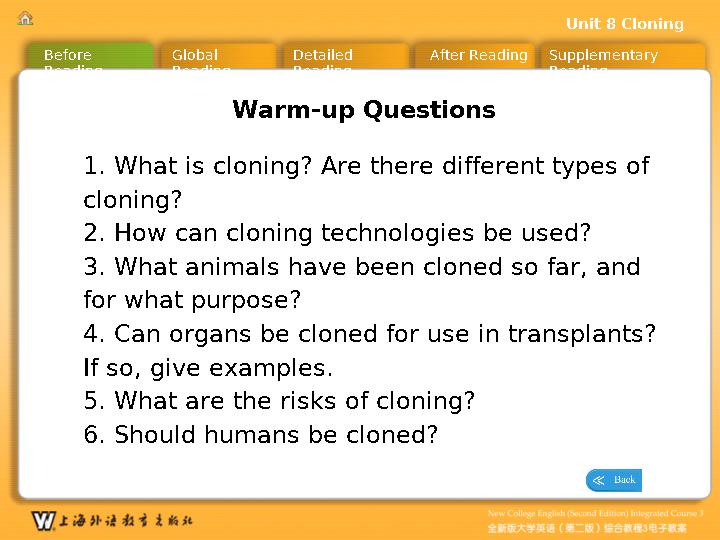 Unit 8 Cloning
Before Reading
Global Reading
Detailed Reading
After Reading
Supplementary Reading
Warm-up Questions
1. What is cloning? Are there different types of
cloning?
2. How can cloning technologies be used?
3. What animals have been cloned so far, and
for what purpose?
4. Can organs be cloned for use in transplants?
If so, give examples.
5. What are the risks of cloning?
6. Should humans be cloned?
Back
上海外语教育出版社
New College English (Second Edition) Integrated Course 3
全新版大学英语（第二版）综合教程3电子教案